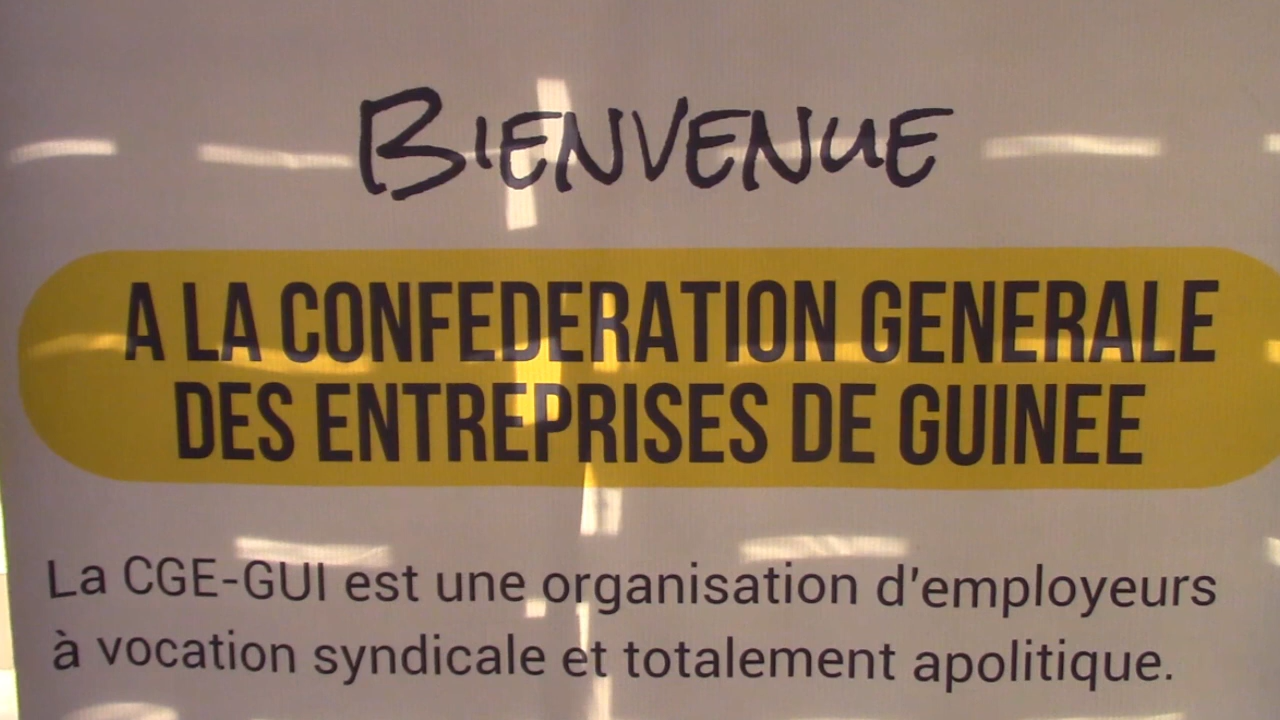 BIENVENUE
A LA CONFEDERATION GENERALE
DES ENTREPRISES DE GUINEE
La CGE-GUI est une organisation d'employeurs
à vocation syndicale et totalement apolitique.